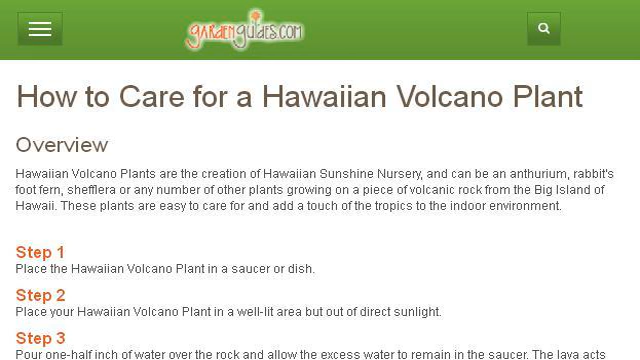 gardenguides.com
How to Care for a Hawaiian Volcano Plant
Overview
Hawaiian Volcano Plants are the creation of Hawaiian Sunshine Nursery, and can be an anthurium, rabbit's
foot fern, shefflera or any number of other plants growing on a piece of volcanic rock from the Big Island of
Hawaii. These plants are easy to care for and add a touch of the tropics to the indoor environment.
Step 1
Place the Hawaiian Volcano Plant in a saucer or dish.
Step 2
Place your Hawaiian Volcano Plant in a well-lit area but out of direct sunlight.
Step 3
Pour one-half inch of water over the rock and allow the excess water to remain in the saucer. The lava acts